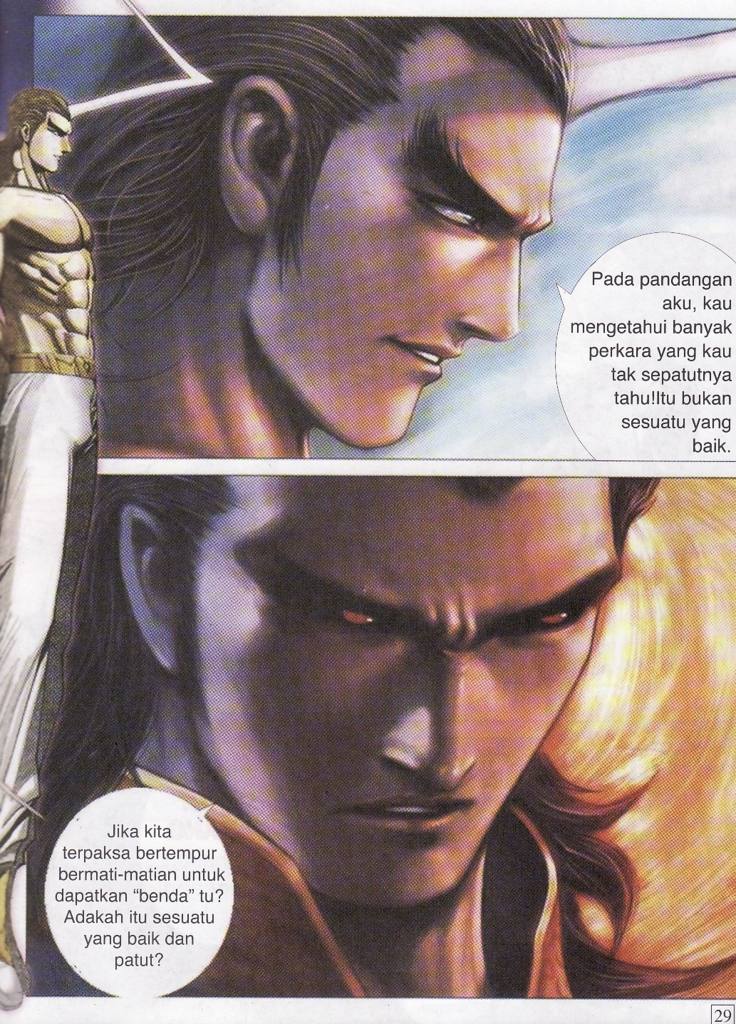 Pada pandangan
aku, kau
mengetahui banyak
perkara yang kau
tak sepatutnya
tahu!Itu bukan
sesuatu yang
baik.
Jika kita
terpaksa bertempur
bermati-matian untuk
dapatkan “benda” tu?
Adakah itu sesuatu
yang baik dan
patut?
29